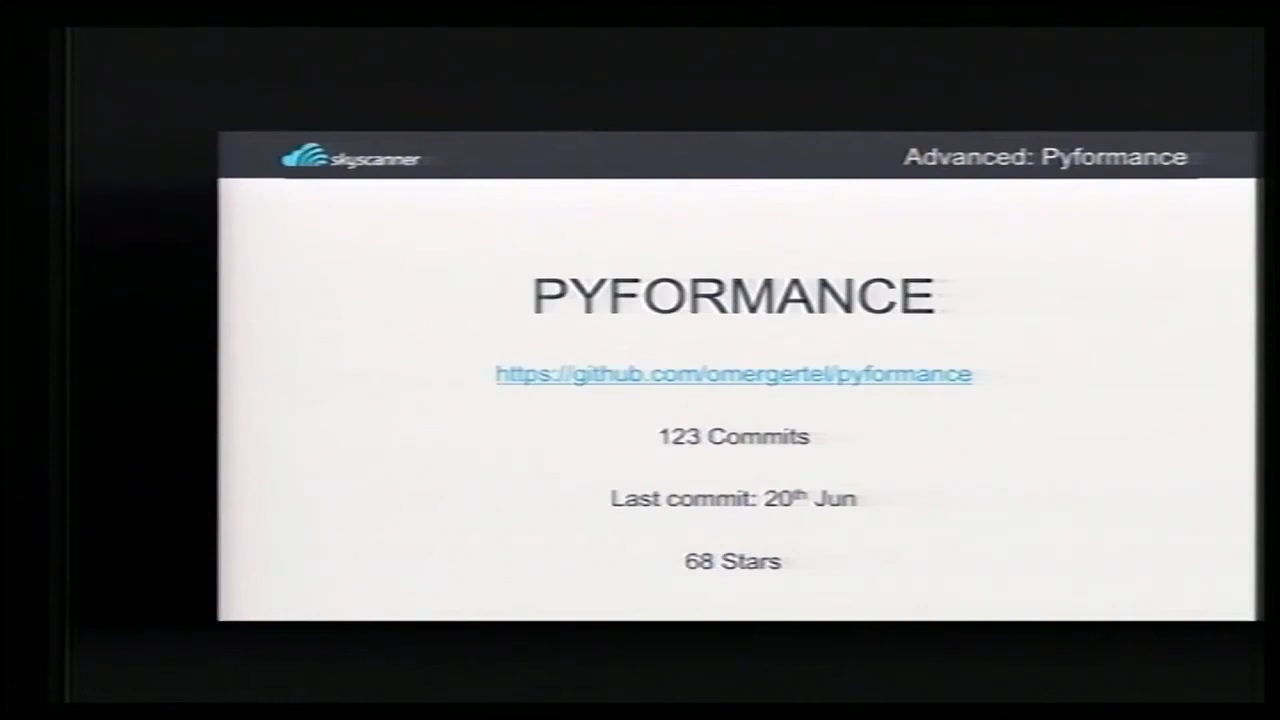 skyscanner
Advanced: Pyformance
PYFORMANCE
https://github.com/omergertel/pyformance
123 Commits
Last commit: 20th Jun
68 Stars